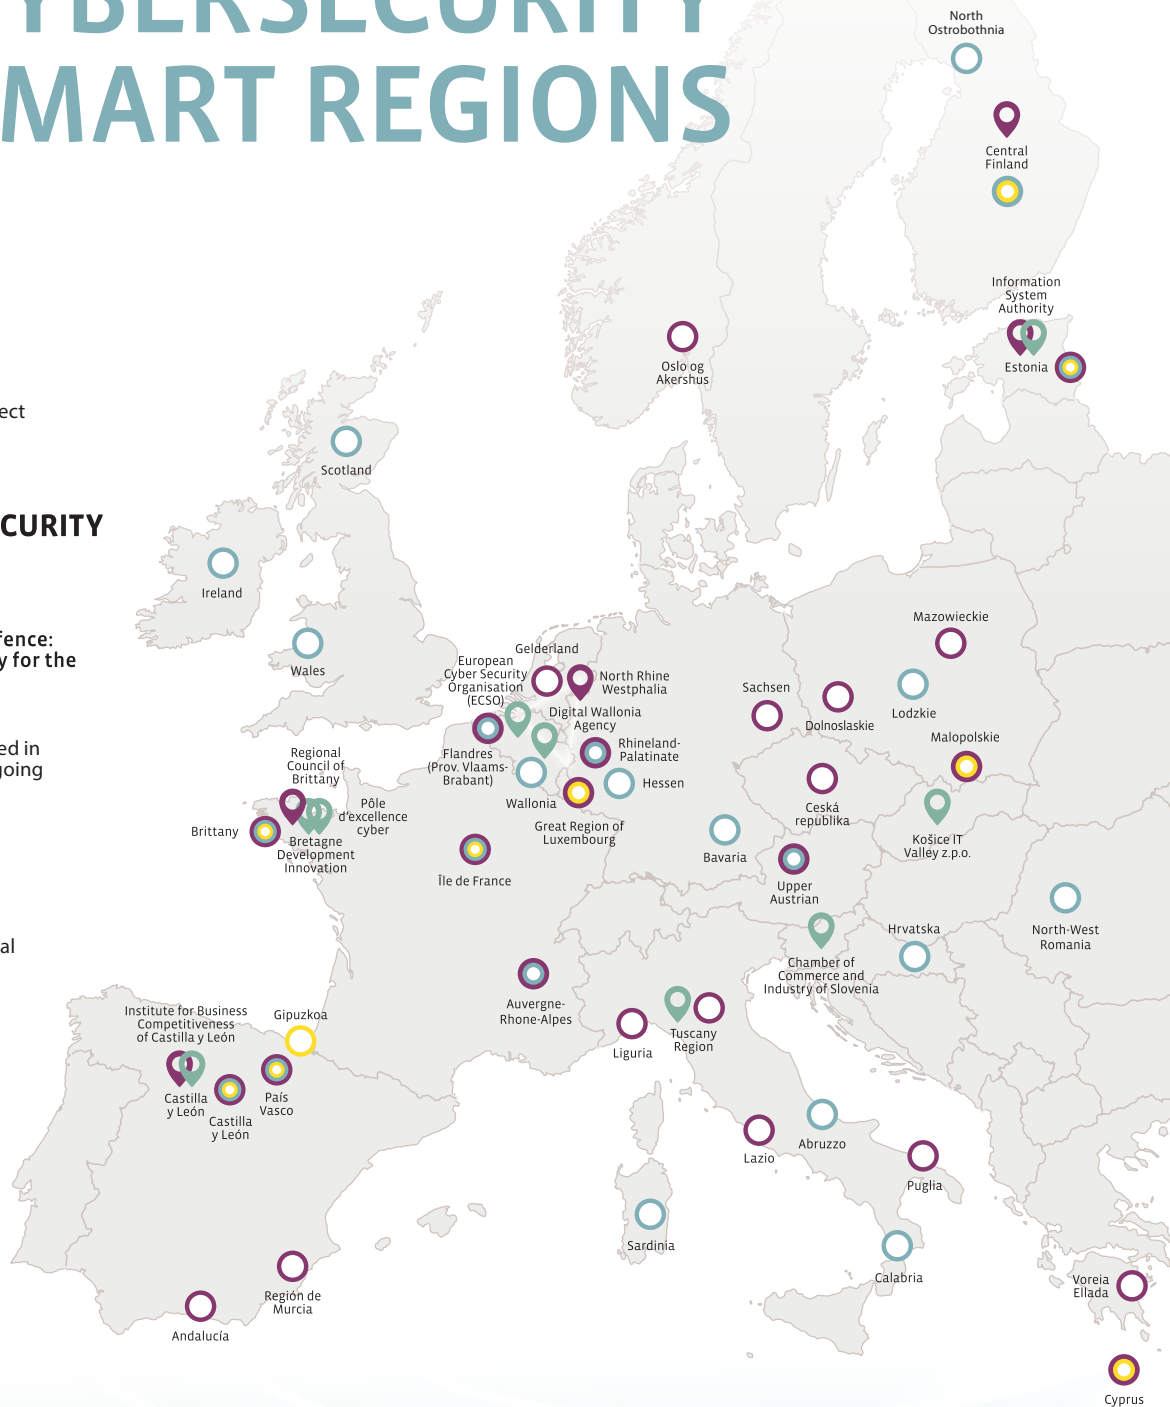 YBERSECURITY
MART REGIONS
North
Ostrobothnia
Central
Finland
Information
System
Authority
Estonia
Oslo og
Akershus
ect
Scotland
CURITY
Ireland
fence:
y for the
Wales
Mazowieckie
Gelderland
European
Cyber Security
Organisation
(ECSO)
North Rhine
Westphalia
Sachsen
Dolnoslaskie
Lodzkie
Digital Wallonia
Agency
Malopolskie
ed in
going
Regional
Council of
Brittany
Flandres
(Prov. Vlaams-
Brabant)
Rhineland-
Palatinate
Hessen
Wallonia
Great Region of
Luxembourg
Ceská
republika
Košice IT
Valley z.p.o.
Brittany
Pôle
d'excellence
cyber
Bretagne
Development
Innovation
Île de France
Bavaria
Upper
Austrian
al
Hrvatska
North-West
Romania
Chamber of
Commerce and
Industry of Slovenia
Auvergne-
Rhone-Alpes
Institute for Business
Competitiveness
of Castilla y León
Gipuzkoa
Liguria
Tuscany
Region
Castilla
y León
Castilla
y León
País
Vasco
Lazio
Abruzzo
Puglia
Sardinia
Calabria
Región de
Murcia
Andalucía
Voreia
Ellada
Cyprus